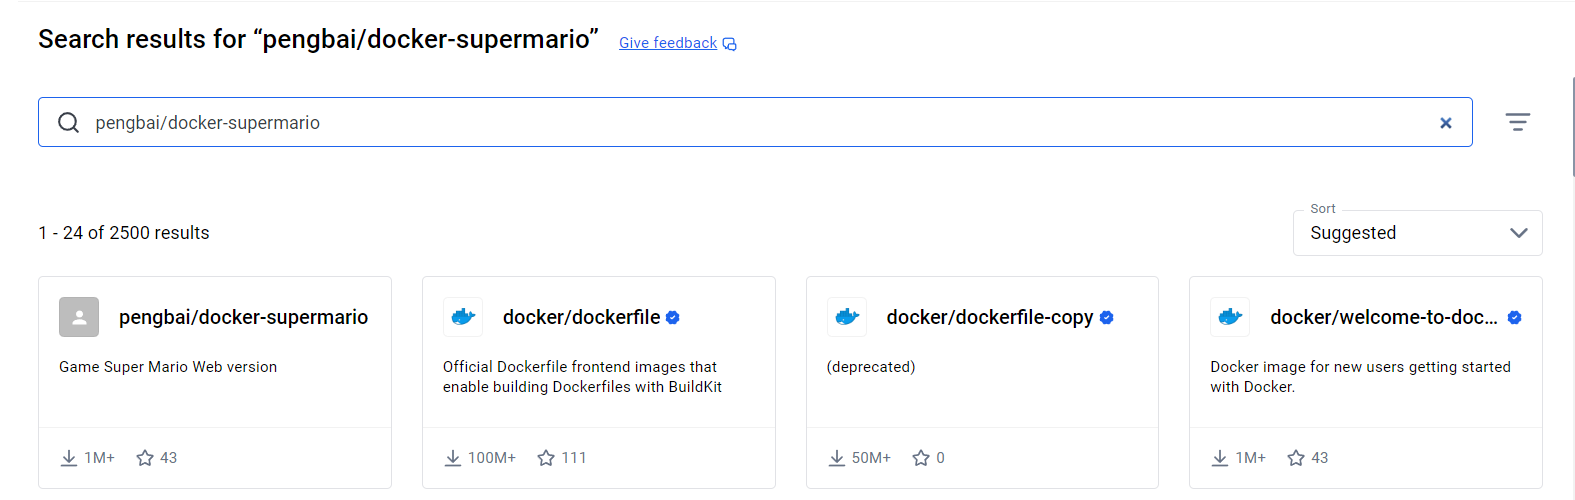 Search results for “pengbai/docker-supermario” Give feedback
pengbai/docker-supermario
1 - 24 of 2500 results
Sort
Suggested
pengbai/docker-supermario
Game Super Mario Web version
1M+ 43
docker/dockerfile
Official Dockerfile frontend images that
enable building Dockerfiles with BuildKit
100M+ 111
docker/dockerfile-copy
(deprecated)
50M+ 0
docker/welcome-to-doc...
Docker image for new users getting started
with Docker.
1M+ 43